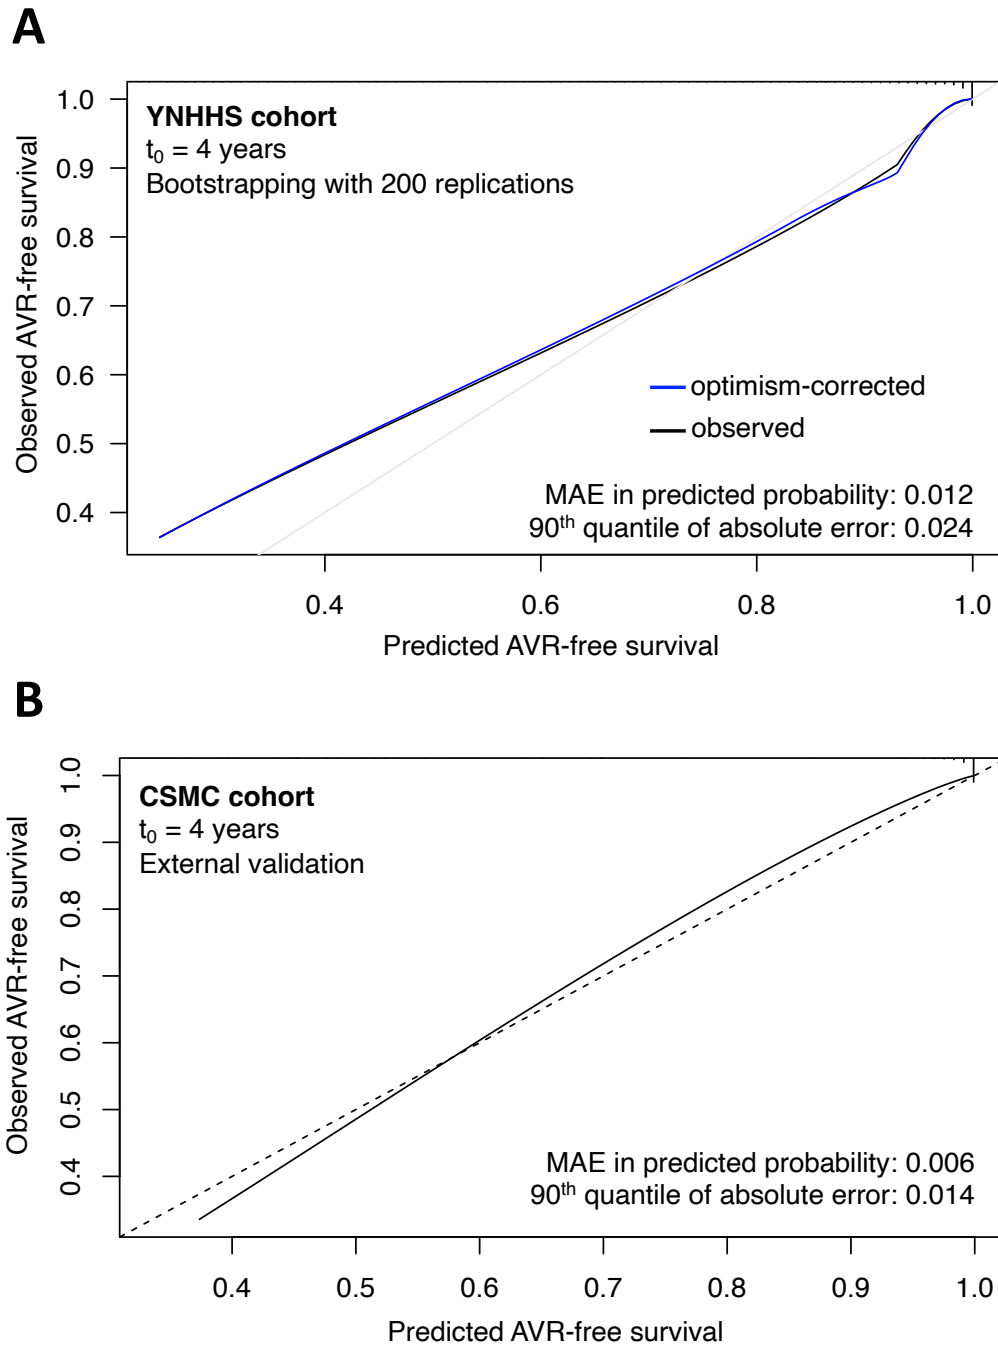 A
YNHHS cohort
t0 = 4 years
Bootstrapping with 200 replications
Observed AVR-free survival
1.0
0.9
0.8
0.7
0.6
0.5
0.4
optimism-corrected
observed
MAE in predicted probability: 0.012
90th quantile of absolute error: 0.024
0.4 0.6 0.8 1.0
Predicted AVR-free survival
B
CSMC cohort
t0 = 4 years
External validation
Observed AVR-free survival
1.0
0.9
0.8
0.7
0.6
0.5
0.4
MAE in predicted probability: 0.006
90th quantile of absolute error: 0.014
0.4 0.5 0.6 0.7 0.8 0.9 1.0
Predicted AVR-free survival